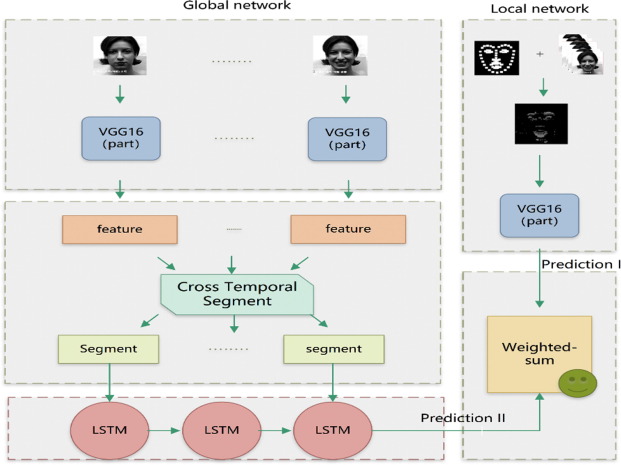 Global network
Local network
+
........
VGG16
(part)
........
VGG16
(part)
VGG16
(part)
feature
......
feature
Prediction I
Cross Temporal
Segment
Segment
........
segment
Weighted-
sum
LSTM
LSTM
LSTM
Prediction II